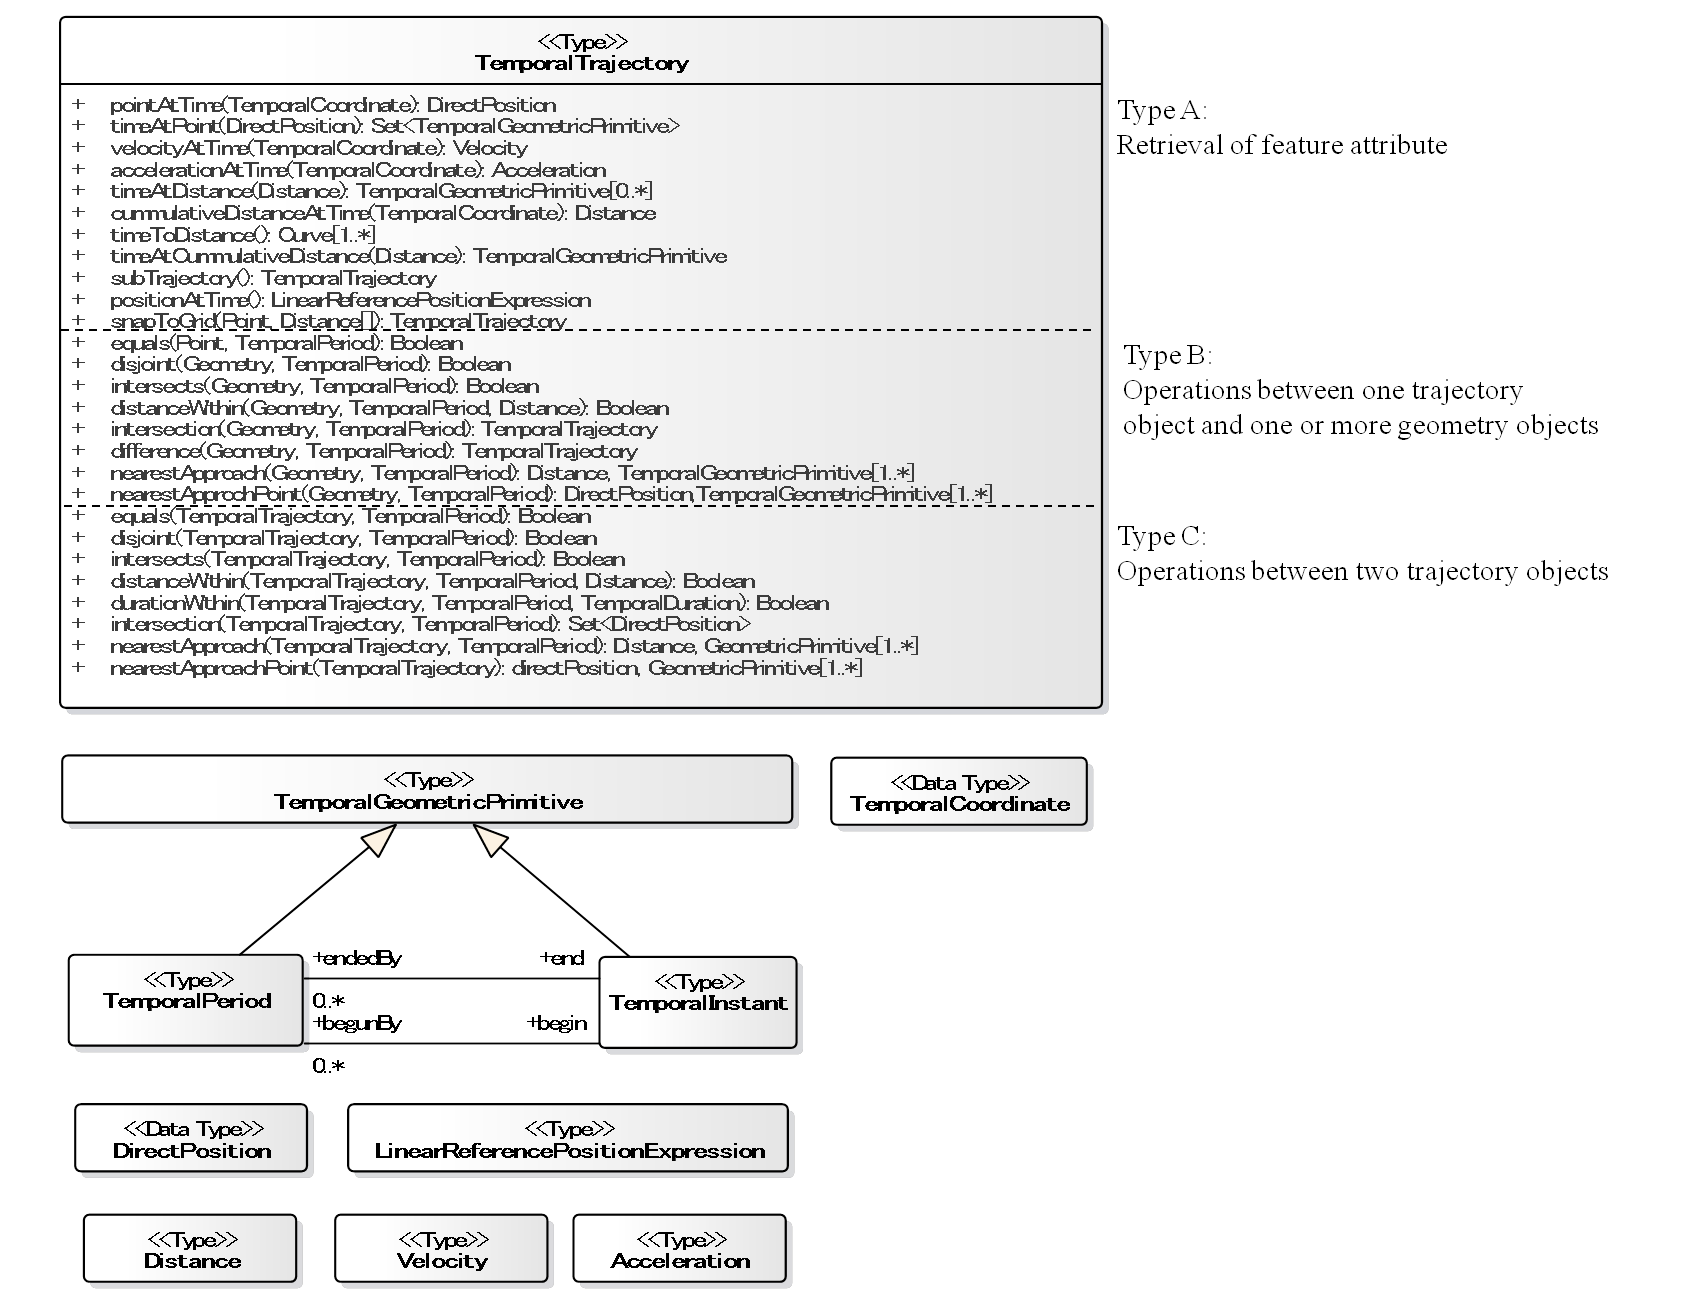 <<Type>>
TemporalTrajectory
+ pointAtTime(TemporalCoordinate): DirectPosition
+ timeAtPoint(DirectPosition): Set<TemporalGeometricPrimitive>
+ velocityAtTime(TemporalCoordinate): Velocity
+ accelerationAtTime(TemporalCoordinate): Acceleration
+ timeAtDistance(Distance): TemporalGeometricPrimitive[0..*]
+ cummulativeDistanceAtTime(TemporalCoordinate): Distance
+ timeToDistance(): Curve[1..*]
+ timeAtCummulativeDistance(Distance): TemporalGeometricPrimitive
+ subTrajectory(): TemporalTrajectory
+ positionAtTime(): LinearReferencePositionExpression
+ snapToGrid(Point, Distance[]): TemporalTrajectory
Type A:
Retrieval of feature attribute
+ equals(Point, TemporalPeriod): Boolean
+ disjoint(Geometry, TemporalPeriod): Boolean
+ intersects(Geometry, TemporalPeriod): Boolean
+ distanceWithin(Geometry, TemporalPeriod, Distance): Boolean
+ intersection(Geometry, TemporalPeriod): TemporalTrajectory
+ difference(Geometry, TemporalPeriod): TemporalTrajectory
+ nearestApproach(Geometry, TemporalPeriod): Distance, TemporalGeometricPrimitive[1..*]
+ nearestApprochPoint(Geometry, TemporalPeriod): DirectPosition,TemporalGeometricPrimitive[1..*]
Type B:
Operations between one trajectory
object and one or more geometry objects
+ equals(TemporalTrajectory, TemporalPeriod): Boolean
+ disjoint(TemporalTrajectory, TemporalPeriod): Boolean
+ intersects(TemporalTrajectory, TemporalPeriod): Boolean
+ distanceWithin(TemporalTrajectory, TemporalPeriod, Distance): Boolean
+ durationWithin(TemporalTrajectory, TemporalPeriod, TemporalDuration): Boolean
+ intersection(TemporalTrajectory, TemporalPeriod): Set<DirectPosition>
+ nearestApproach(TemporalTrajectory, TemporalPeriod): Distance, GeometricPrimitive[1..*]
+ nearestApproachPoint(TemporalTrajectory): directPosition, GeometricPrimitive[1..*]
Type C:
Operations between two trajectory objects
<<Type>>
TemporalGeometricPrimitive
<<Data Type>>
TemporalCoordinate
<<Type>>
TemporalPeriod
+endedBy +end
0..*
+begunBy +begin
0..*
<<Type>>
TemporalInstant
<<Data Type>>
DirectPosition
<<Type>>
LinearReferencePositionExpression
<<Type>>
Distance
<<Type>>
Velocity
<<Type>>
Acceleration